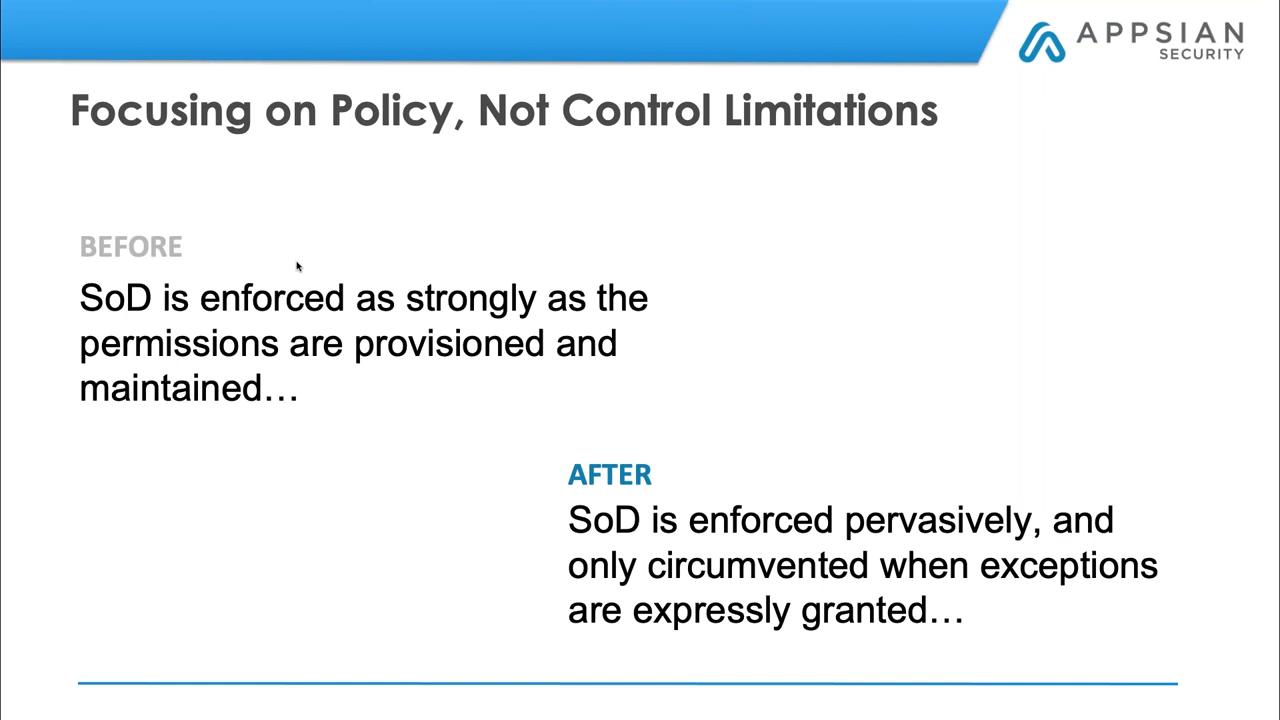 APPSIAN
SECURITY
Focusing on Policy, Not Control Limitations
BEFORE
SoD is enforced as strongly as the
permissions are provisioned and
maintained…
AFTER
SoD is enforced pervasively, and
only circumvented when exceptions
are expressly granted…